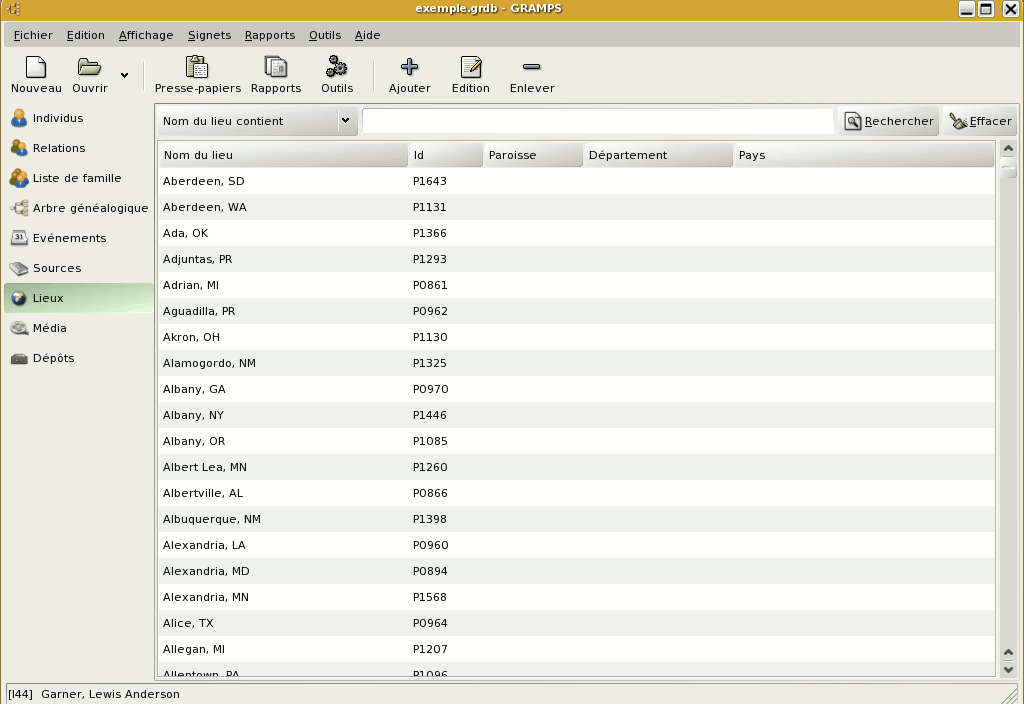 exemple.grdb - GRAMPS
Fichier Edition Affichage Signets Rapports Outils Aide
Nouveau Ouvrir Presse-papiers Rapports Outils Ajouter Edition Enlever
Individus
Relations
Liste de famille
Arbre généalogique
31 Evénements
Sources
Lieux
Média
Dépôts
Nom du lieu contient Rechercher Effacer
Nom du lieu Id Paroisse Département Pays
Aberdeen, SD P1643
Aberdeen, WA P1131
Ada, OK P1366
Adjuntas, PR P1293
Adrian, MI P0861
Aguadilla, PR P0962
Akron, OH P1130
Alamogordo, NM P1325
Albany, GA P0970
Albany, NY P1446
Albany, OR P1085
Albert Lea, MN P1260
Albertville, AL P0866
Albuquerque, NM P1398
Alexandria, LA P0960
Alexandria, MD P0894
Alexandria, MN P1568
Alice, TX P0964
Allegan, MI P1207
Allentown, PA P1096
[I44] Garner, Lewis Anderson